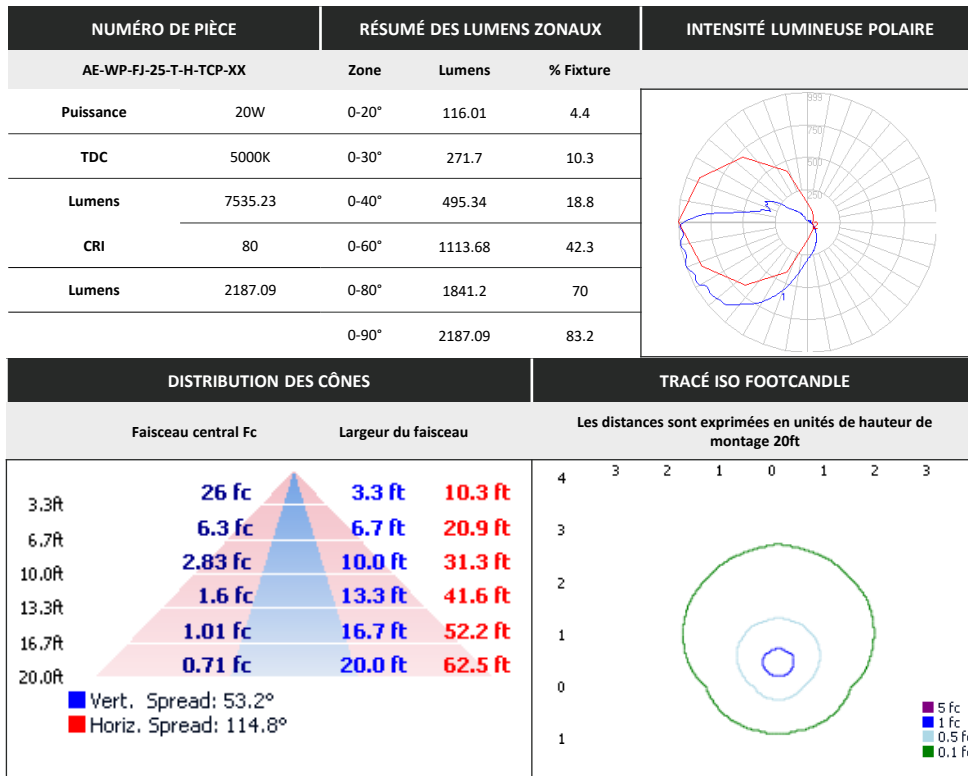 NUMÉRO DE PIÈCE
RÉSUMÉ DES LUMENS ZONAUX
INTENSITÉ LUMINEUSE POLAIRE
AE-WP-FJ-25-T-H-TCP-XX
Zone Lumens % Fixture
Puissance 20W 0-20° 116.01 4.4
TDC 5000K 0-30° 271.7 10.3
Lumens 7535.23 0-40° 495.34 18.8
CRI 80 0-60° 1113.68 42.3
Lumens 2187.09 0-80° 1841.2 70
0-90° 2187.09 83.2
999
750
500
250
2
1
DISTRIBUTION DES CÔNES
TRACÉ ISO FOOTCANDLE
Faisceau central Fc Largeur du faisceau
Les distances sont exprimées en unités de hauteur de
montage 20ft
3.3ft 26 fc 3.3 ft 10.3 ft
6.7ft 6.3 fc 6.7 ft 20.9 ft
10.0ft 2.83 fc 10.0 ft 31.3 ft
13.3ft 1.6 fc 13.3 ft 41.6 ft
16.7ft 1.01 fc 16.7 ft 52.2 ft
20.0ft 0.71 fc 20.0 ft 62.5 ft
Vert. Spread: 53.2°
Horiz. Spread: 114.8°
3 2 1 0 1 2 3
4
3
2
1
0
1
5 fc
1 fc
0.5 fc
0.1 fc